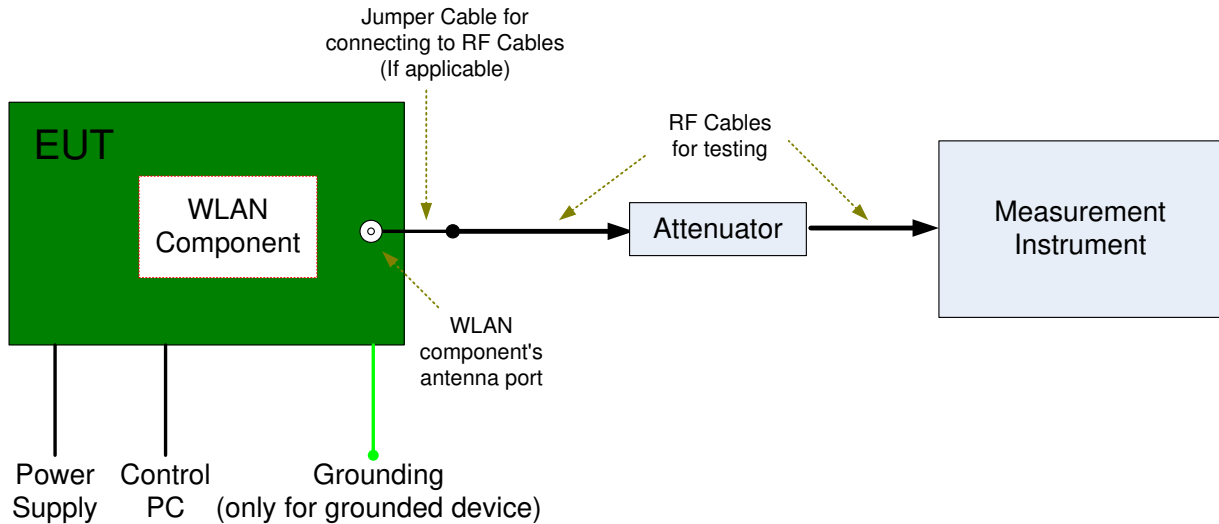 Jumper Cable for
connecting to RF Cables
(If applicable)
EUT
WLAN
Component
RF Cables
for testing
Attenuator
Measurement
Instrument
WLAN
component's
antenna port
Power
Supply
Control
PC
Grounding
(only for grounded device)